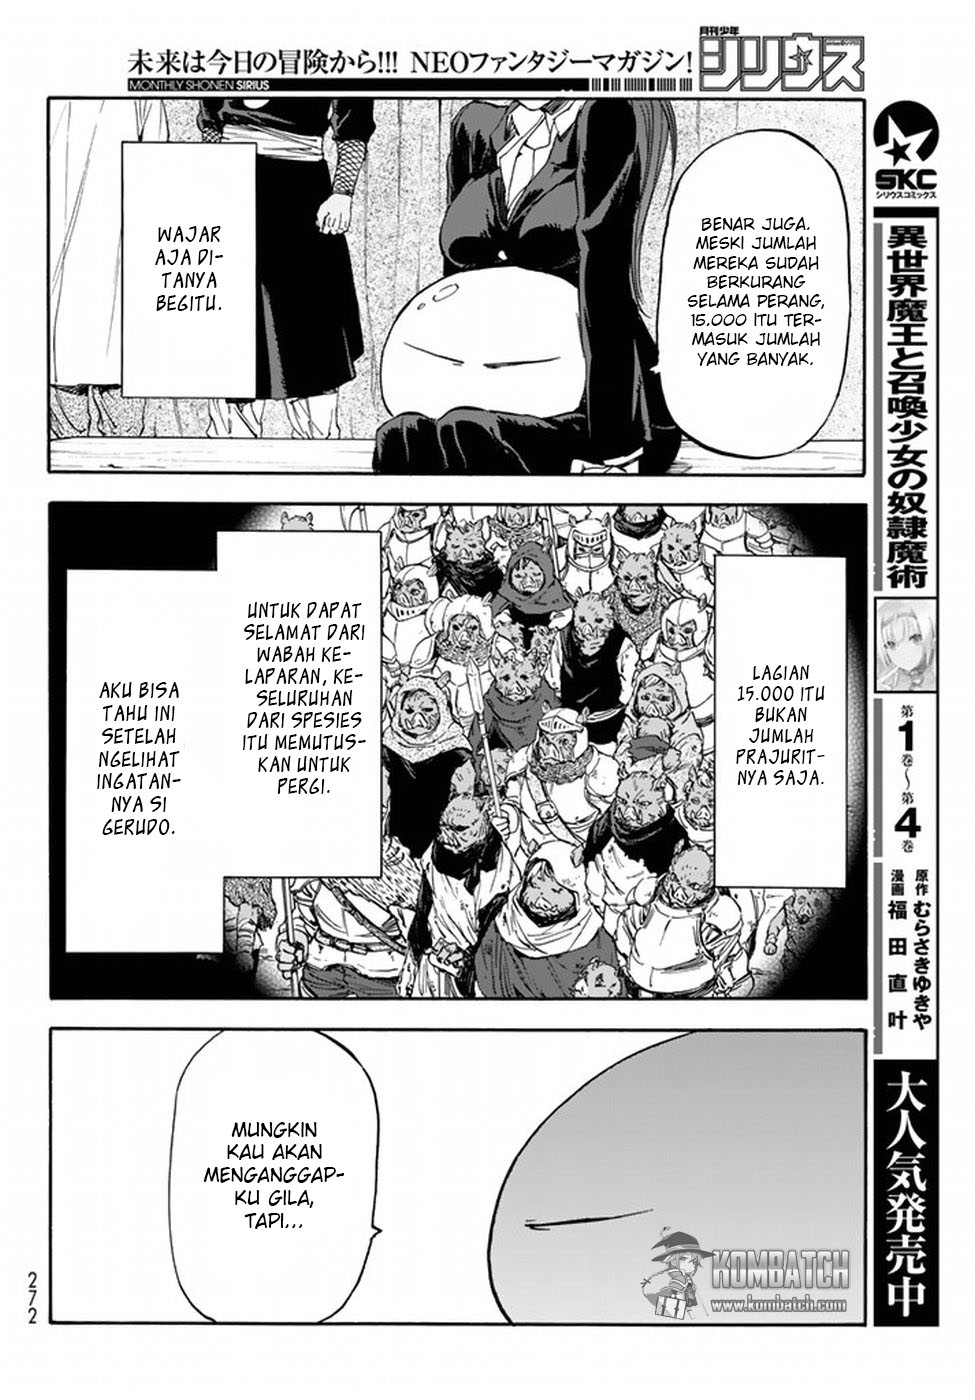 未来は今日の冒険から!!! NEOファンタジーマガジン!
MONTHLY SHONEN SIRIUS
月刊少年
シリウス
BENAR JUGA.
MESKI JUMLAH
MEREKA SUDAH
BERKURANG
SELAMA PERANG,
15.000 ITU TER-
MASUK JUMLAH
YANG BANYAK.
WAJAR
AJA DI-
TANYA
BEGITU.
LAGIAN
15.000 ITU
BUKAN
JUMLAH
PRAJURIT-
NYA SAJA.
UNTUK DAPAT
SELAMAT DARI
WABAH KE-
LAPARAN, KE-
SELURUHAN
DARI SPESIES
ITU MEMUTUS-
KAN UNTUK
PERGI.
AKU BISA
TAHU INI
SETELAH
NGELIHAT
INGATAN-
NYA SI
GERUDO.
MUNGKIN
KAU AKAN
MENGANGGAP-
KU GILA,
TAPI...
SKC
シリウスコミックス
異世界魔王と召喚少女の奴隷魔術
第1巻〜第4巻
原作 むらさきゆきや
漫画 福田直叶
大人気発売中
KOMBATCH
www.kombatch.com
272